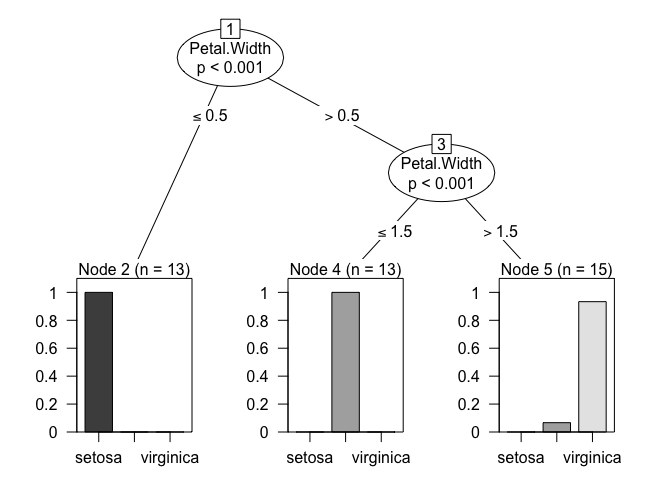 1
Petal.Width
p < 0.001
≤ 0.5
> 0.5
3
Petal.Width
p < 0.001
≤ 1.5
> 1.5
Node 2 (n = 13)
1
0.8
0.6
0.4
0.2
0
setosa virginica
Node 4 (n = 13)
1
0.8
0.6
0.4
0.2
0
setosa virginica
Node 5 (n = 15)
1
0.8
0.6
0.4
0.2
0
setosa virginica